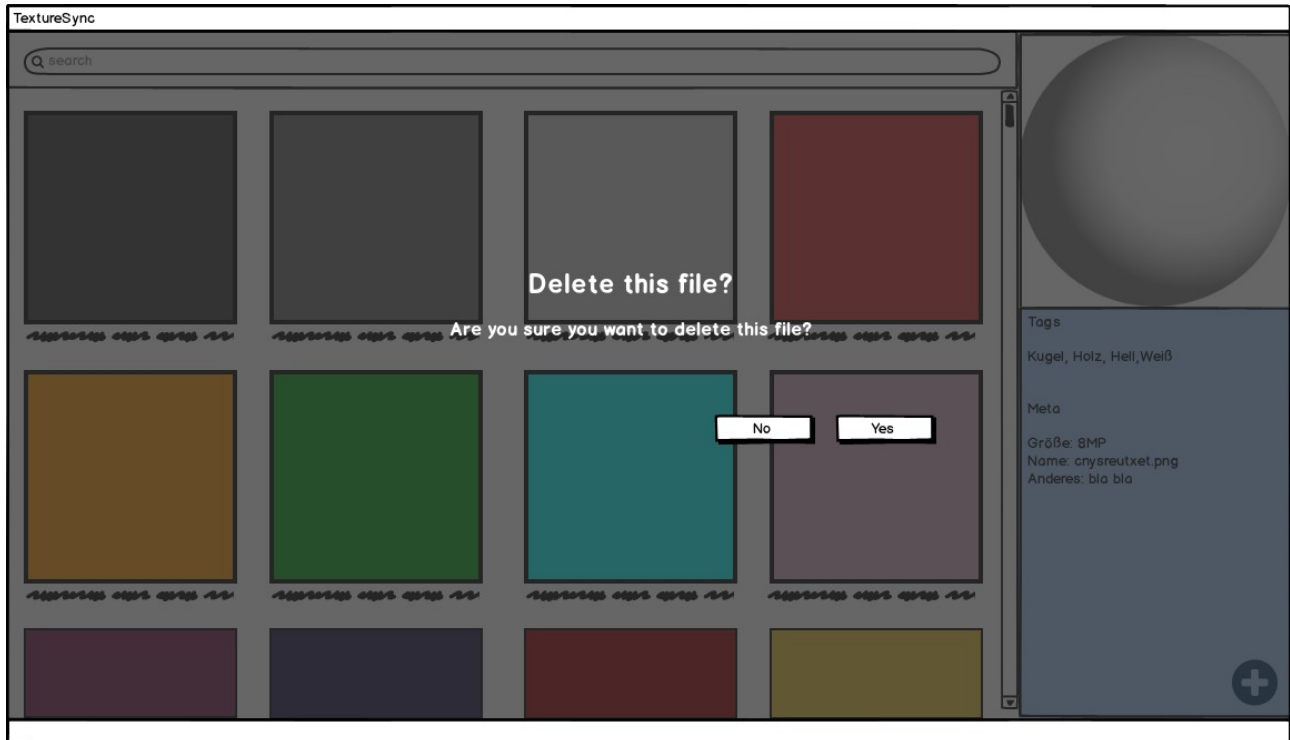 TextureSync
search
Delete this file?
Are you sure you want to delete this file?
No
Yes
Tags
Kugel, Holz, Hell,Weiß
Meta
Größe: 8MP
Name: cnysreutxet.png
Anderes: bla bla